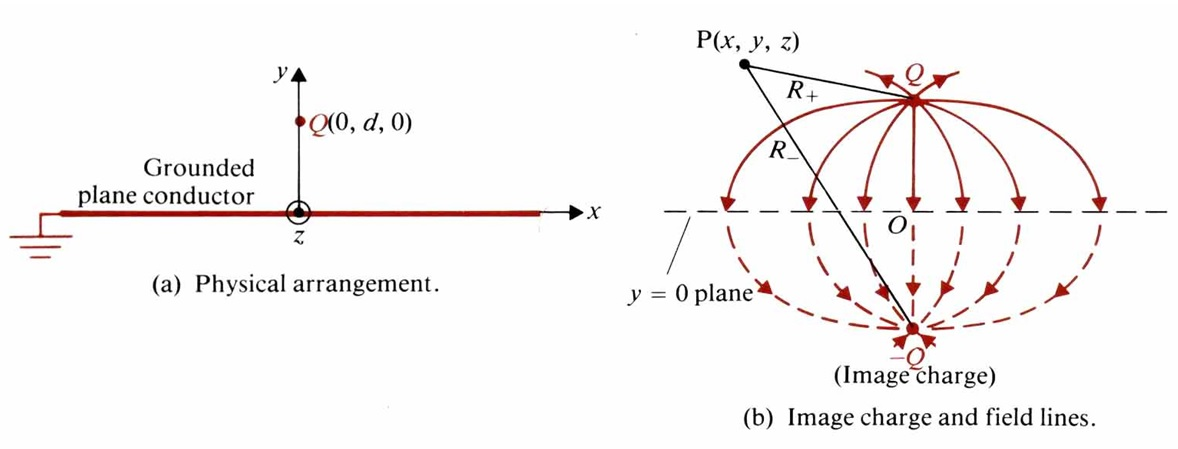 y
Q(0, d, 0)
Grounded
plane conductor
x
z
(a) Physical arrangement.
P(x, y, z)
Q
R+
R−
O
y = 0 plane
−Q
(Image charge)
(b) Image charge and field lines.